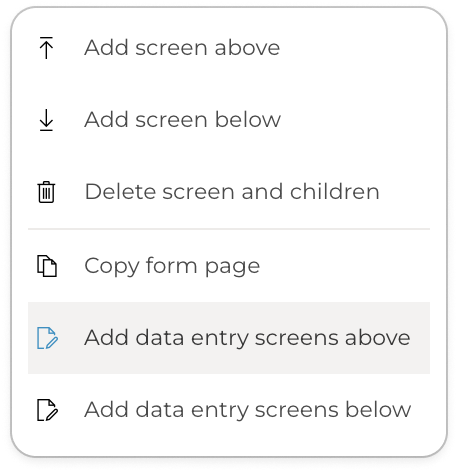 Add screen above
Add screen below
Delete screen and children
Copy form page
Add data entry screens above
Add data entry screens below